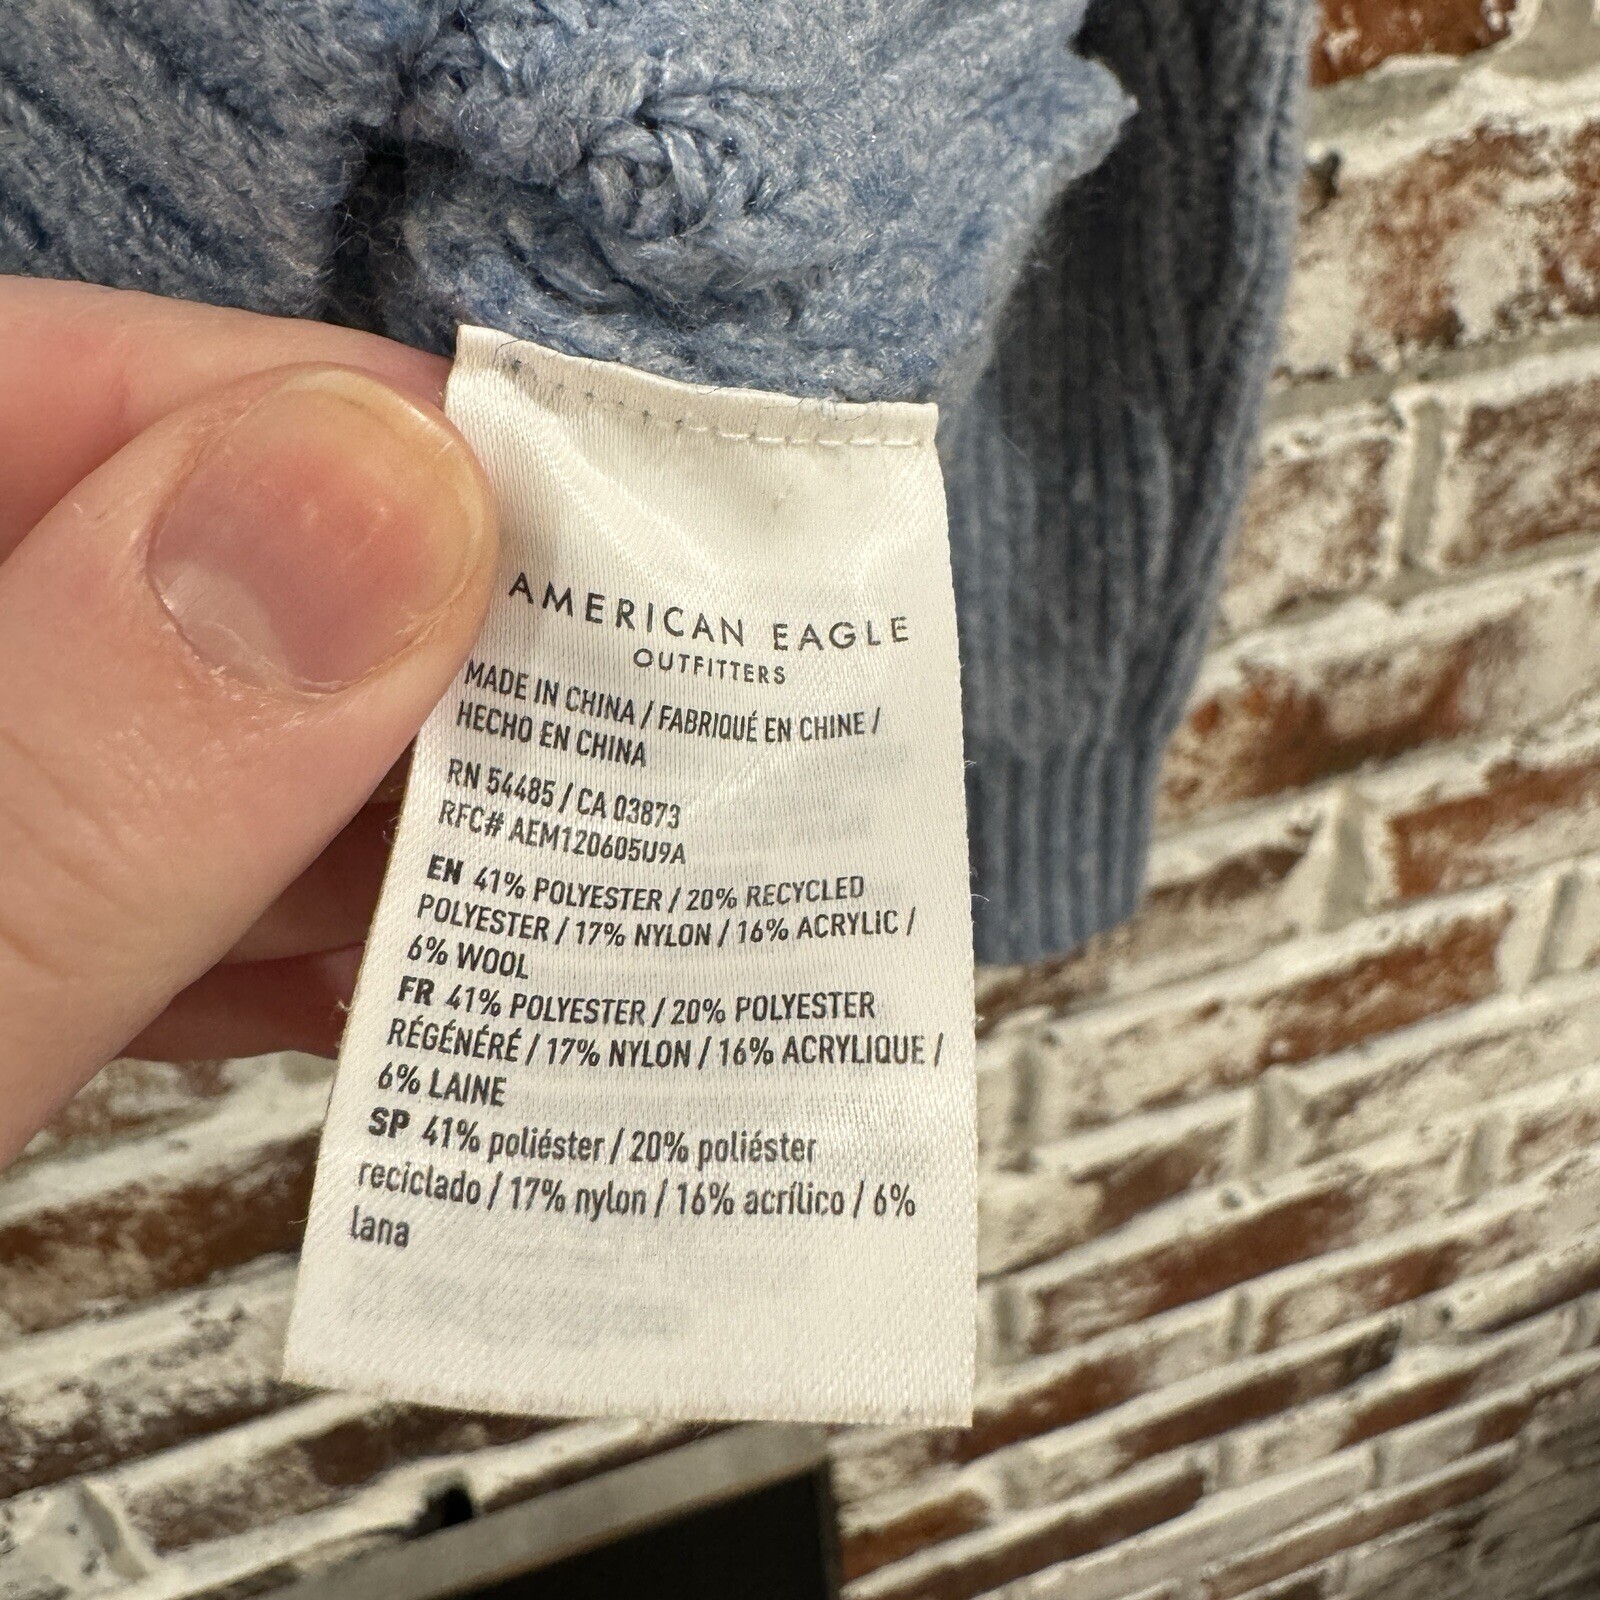 AMERICAN EAGLE
OUTFITTERS
MADE IN CHINA / FABRIQUÉ EN CHINE /
HECHO EN CHINA
RN 54485 / CA 03873
RFC# AEM120605U9A
EN 41% POLYESTER / 20% RECYCLED
POLYESTER / 17% NYLON / 16% ACRYLIC /
6% WOOL
FR 41% POLYESTER / 20% POLYESTER
RÉGÉNÉRÉ / 17% NYLON / 16% ACRYLIQUE /
6% LAINE
SP 41% poliéster / 20% poliéster
reciclado / 17% nylon / 16% acrílico / 6%
lana